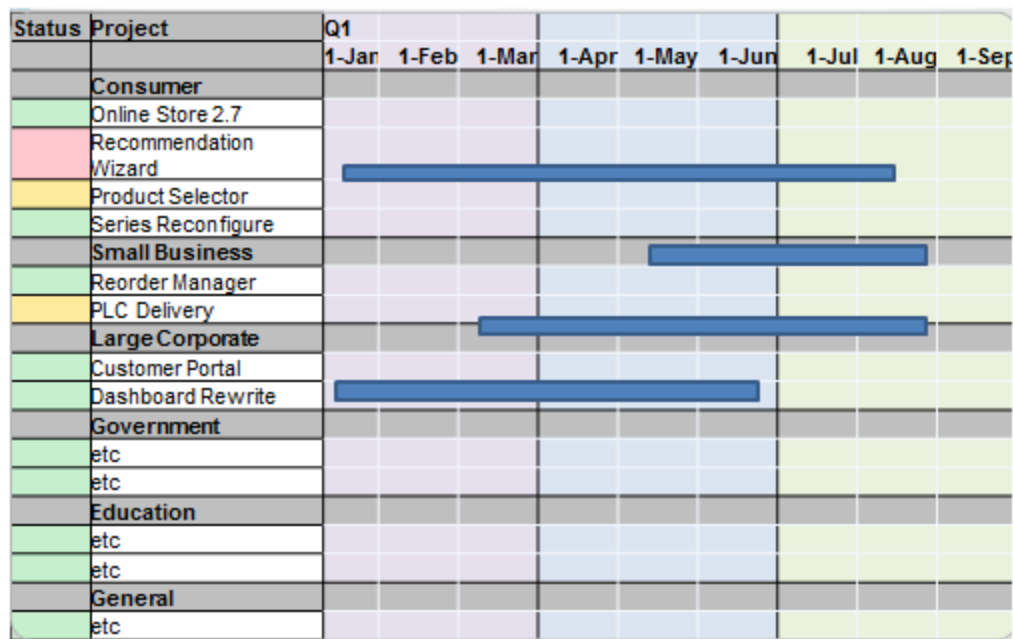 Status Project Q1
1-Jan 1-Feb 1-Mar 1-Apr 1-May 1-Jun 1-Jul 1-Aug 1-Sep
Consumer
Online Store 2.7
Recommendation
Wizard
Product Selector
Series Reconfigure
Small Business
Reorder Manager
PLC Delivery
Large Corporate
Customer Portal
Dashboard Rewrite
Government
etc
etc
Education
etc
etc
General
etc